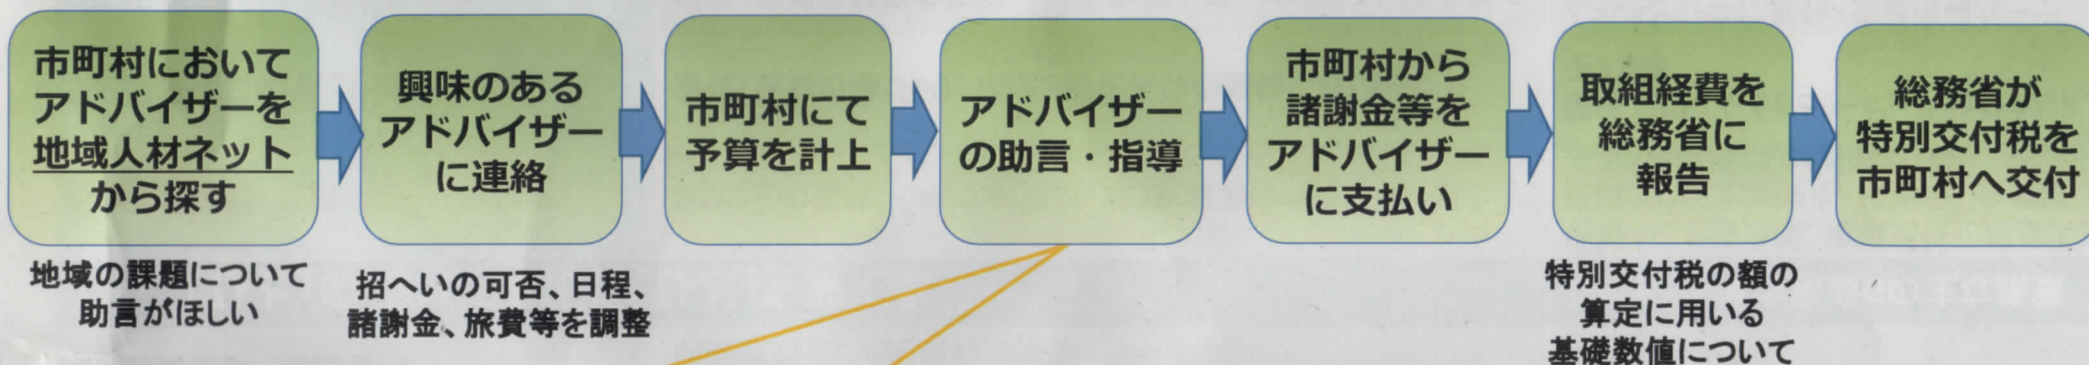 市町村において
アドバイザーを
地域人材ネット
から探す
興味のある
アドバイザー
に連絡
市町村にて
予算を計上
アドバイザー
の助言・指導
市町村から
諸謝金等を
アドバイザー
に支払い
取組経費を
総務省に
報告
総務省が
特別交付税を
市町村へ交付
地域の課題について
助言がほしい
招へいの可否、日程、
諸謝金、旅費等を調整
特別交付税の額の
算定に用いる
基礎数値について